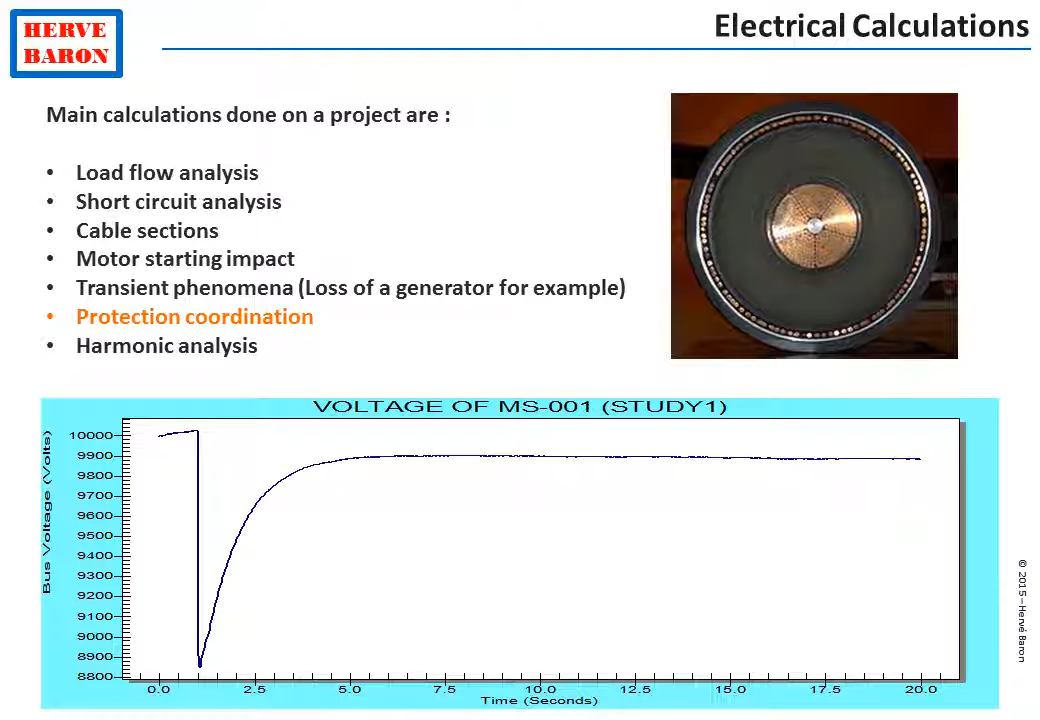 HERVE
BARON
Electrical Calculations
Main calculations done on a project are :
• Load flow analysis
• Short circuit analysis
• Cable sections
• Motor starting impact
• Transient phenomena (Loss of a generator for example)
• Protection coordination
• Harmonic analysis
VOLTAGE OF MS-001 (STUDY1)
Bus Voltage (Volts)
10000
9900
9800
9700
9600
9500
9400
9300
9200
9100
9000
8900
8800
0.0 2.5 5.0 7.5 10.0 12.5 15.0 17.5 20.0
Time (Seconds)
© 2015 – Hervé Baron